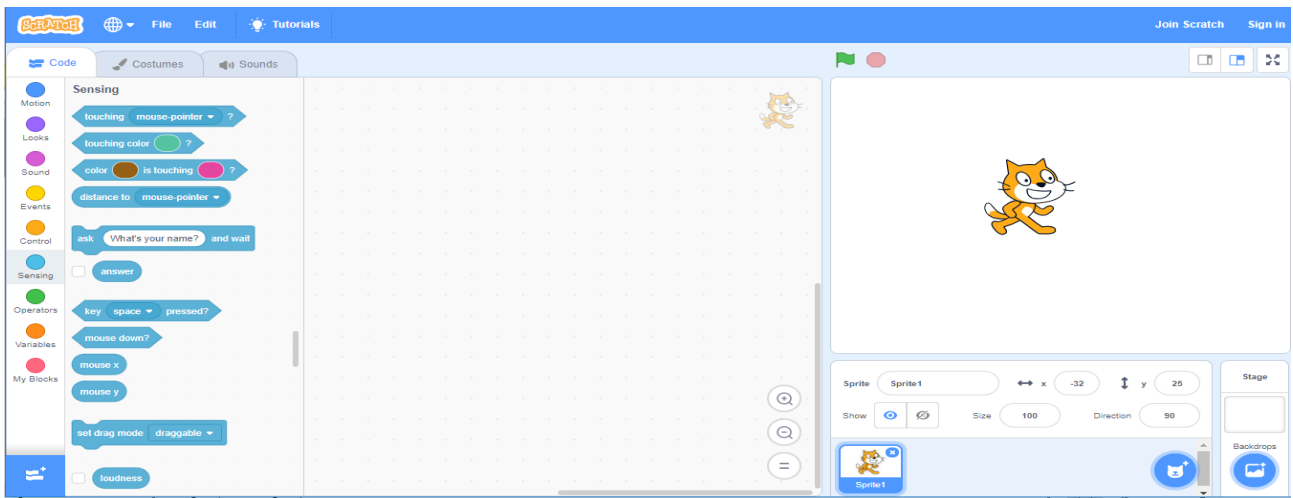 SCRATCH File Edit Tutorials Join Scratch Sign in
Code Costumes Sounds
Motion
Looks
Sound
Events
Control
Sensing
Operators
Variables
My Blocks
Sensing
touching mouse-pointer ?
touching color ?
color is touching ?
distance to mouse-pointer
ask What's your name? and wait
answer
key space pressed?
mouse down?
mouse x
mouse y
set drag mode draggable
loudness
Sprite Sprite1 x -32 y 25
Show Size 100 Direction 90
Sprite1
Stage
Backdrops